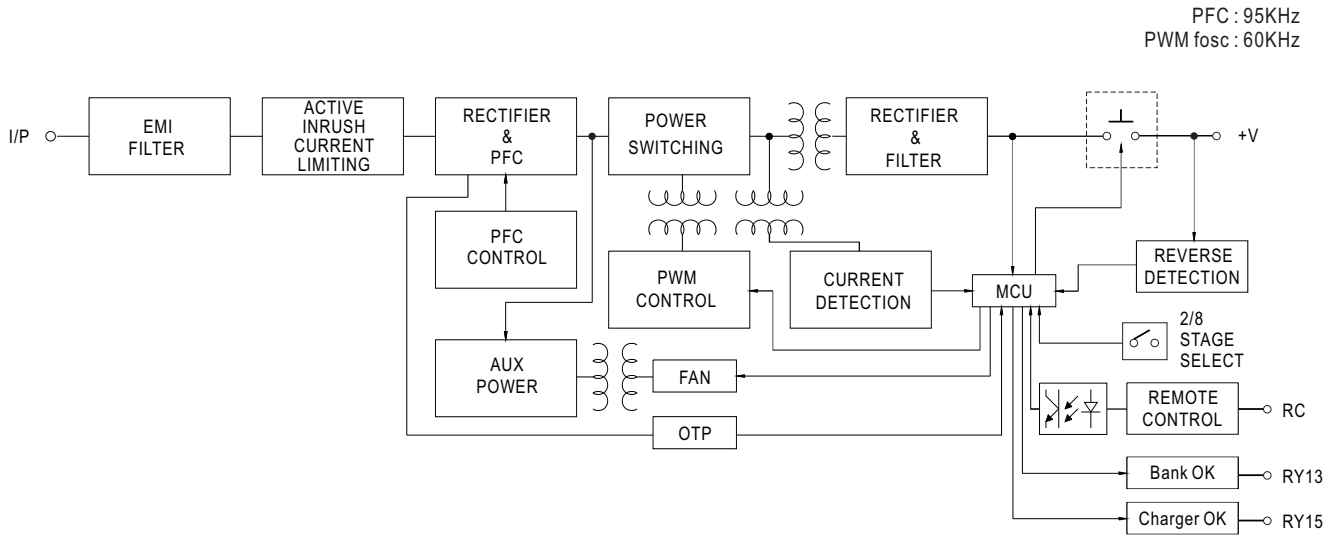 PFC : 95KHz
PWM fosc : 60KHz
I/P
EMI
FILTER
ACTIVE
INRUSH
CURRENT
LIMITING
RECTIFIER
&
PFC
POWER
SWITCHING
RECTIFIER
&
FILTER
+V
PFC
CONTROL
PWM
CONTROL
CURRENT
DETECTION
MCU
REVERSE
DETECTION
2/8
STAGE
SELECT
AUX
POWER
FAN
OTP
REMOTE
CONTROL
RC
Bank OK
RY13
Charger OK
RY15